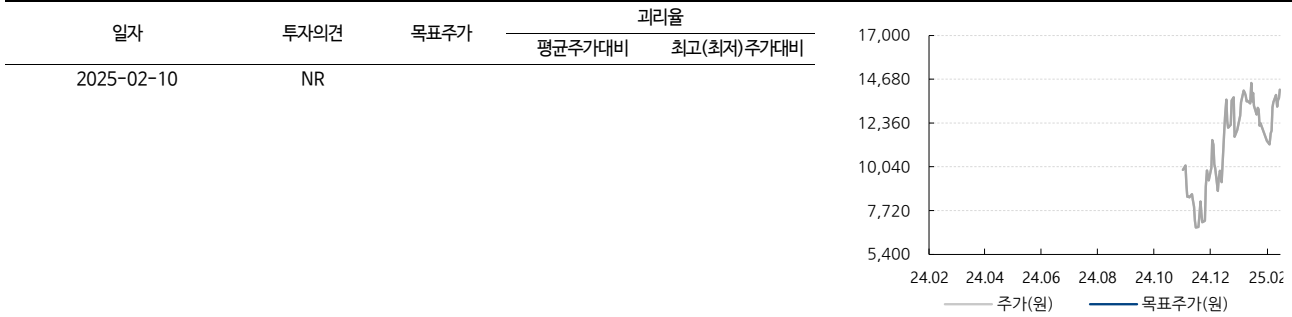 일자 투자의견 목표주가 괴리율
평균주가대비 최고(최저)주가대비
2025-02-10 NR
17,000
14,680
12,360
10,040
7,720
5,400
24.02 24.04 24.06 24.08 24.10 24.12 25.02
주가(원) 목표주가(원)